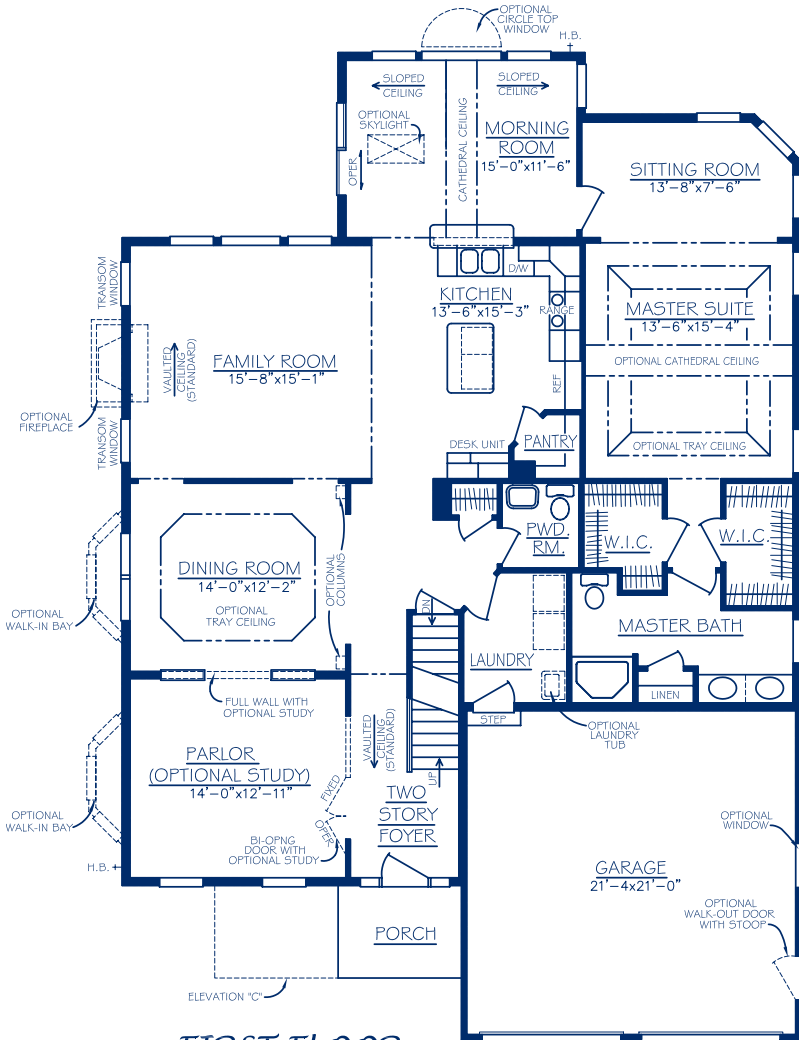 OPTIONAL
CIRCLE TOP
WINDOW
H.B.
SLOPED
CEILING
SLOPED
CEILING
OPTIONAL
SKYLIGHT
CATHEDRAL CEILING
MORNING
ROOM
15'-0"x11'-6"
OPER
SITTING ROOM
13'-8"x7'-6"
TRANSOM
WINDOW
D/W
KITCHEN
13'-6"x15'-3"
RANGE
MASTER SUITE
13'-6"x15'-4"
OPTIONAL CATHEDRAL CEILING
FAMILY ROOM
15'-8"x15'-1"
VAULTED
CEILING
(STANDARD)
REF
OPTIONAL
FIREPLACE
TRANSOM
WINDOW
DESK UNIT
PANTRY
OPTIONAL TRAY CEILING
PWD.
RM.
W.I.C.
W.I.C.
DINING ROOM
14'-0"x12'-2"
OPTIONAL
TRAY CEILING
OPTIONAL
COLUMNS
DN
OPTIONAL
WALK-IN BAY
MASTER BATH
LAUNDRY
LINEN
FULL WALL WITH
OPTIONAL STUDY
STEP
OPTIONAL
LAUNDRY
TUB
VAULTED
CEILING
(STANDARD)
PARLOR
(OPTIONAL STUDY)
14'-0"x12'-11"
UP
FIXED
OPER
TWO
STORY
FOYER
OPTIONAL
WALK-IN BAY
BI-OPNG
DOOR WITH
OPTIONAL STUDY
OPTIONAL
WINDOW
H.B.
GARAGE
21'-4x21'-0"
OPTIONAL
WALK-OUT DOOR
WITH STOOP
PORCH
ELEVATION "C"
FIRST FLOOR